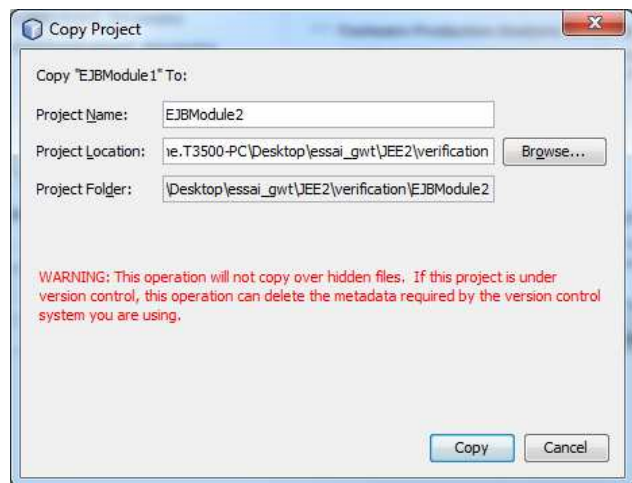 Copy Project
Copy "EJBModule1" To:
Project Name: EJBModule2
Project Location: ne.T3500-PC\Desktop\essai_gwt\JEE2\verification Browse...
Project Folder: \Desktop\essai_gwt\JEE2\verification\EJBModule2
WARNING: This operation will not copy over hidden files. If this project is under
version control, this operation can delete the metadata required by the version control
system you are using.
Copy Cancel